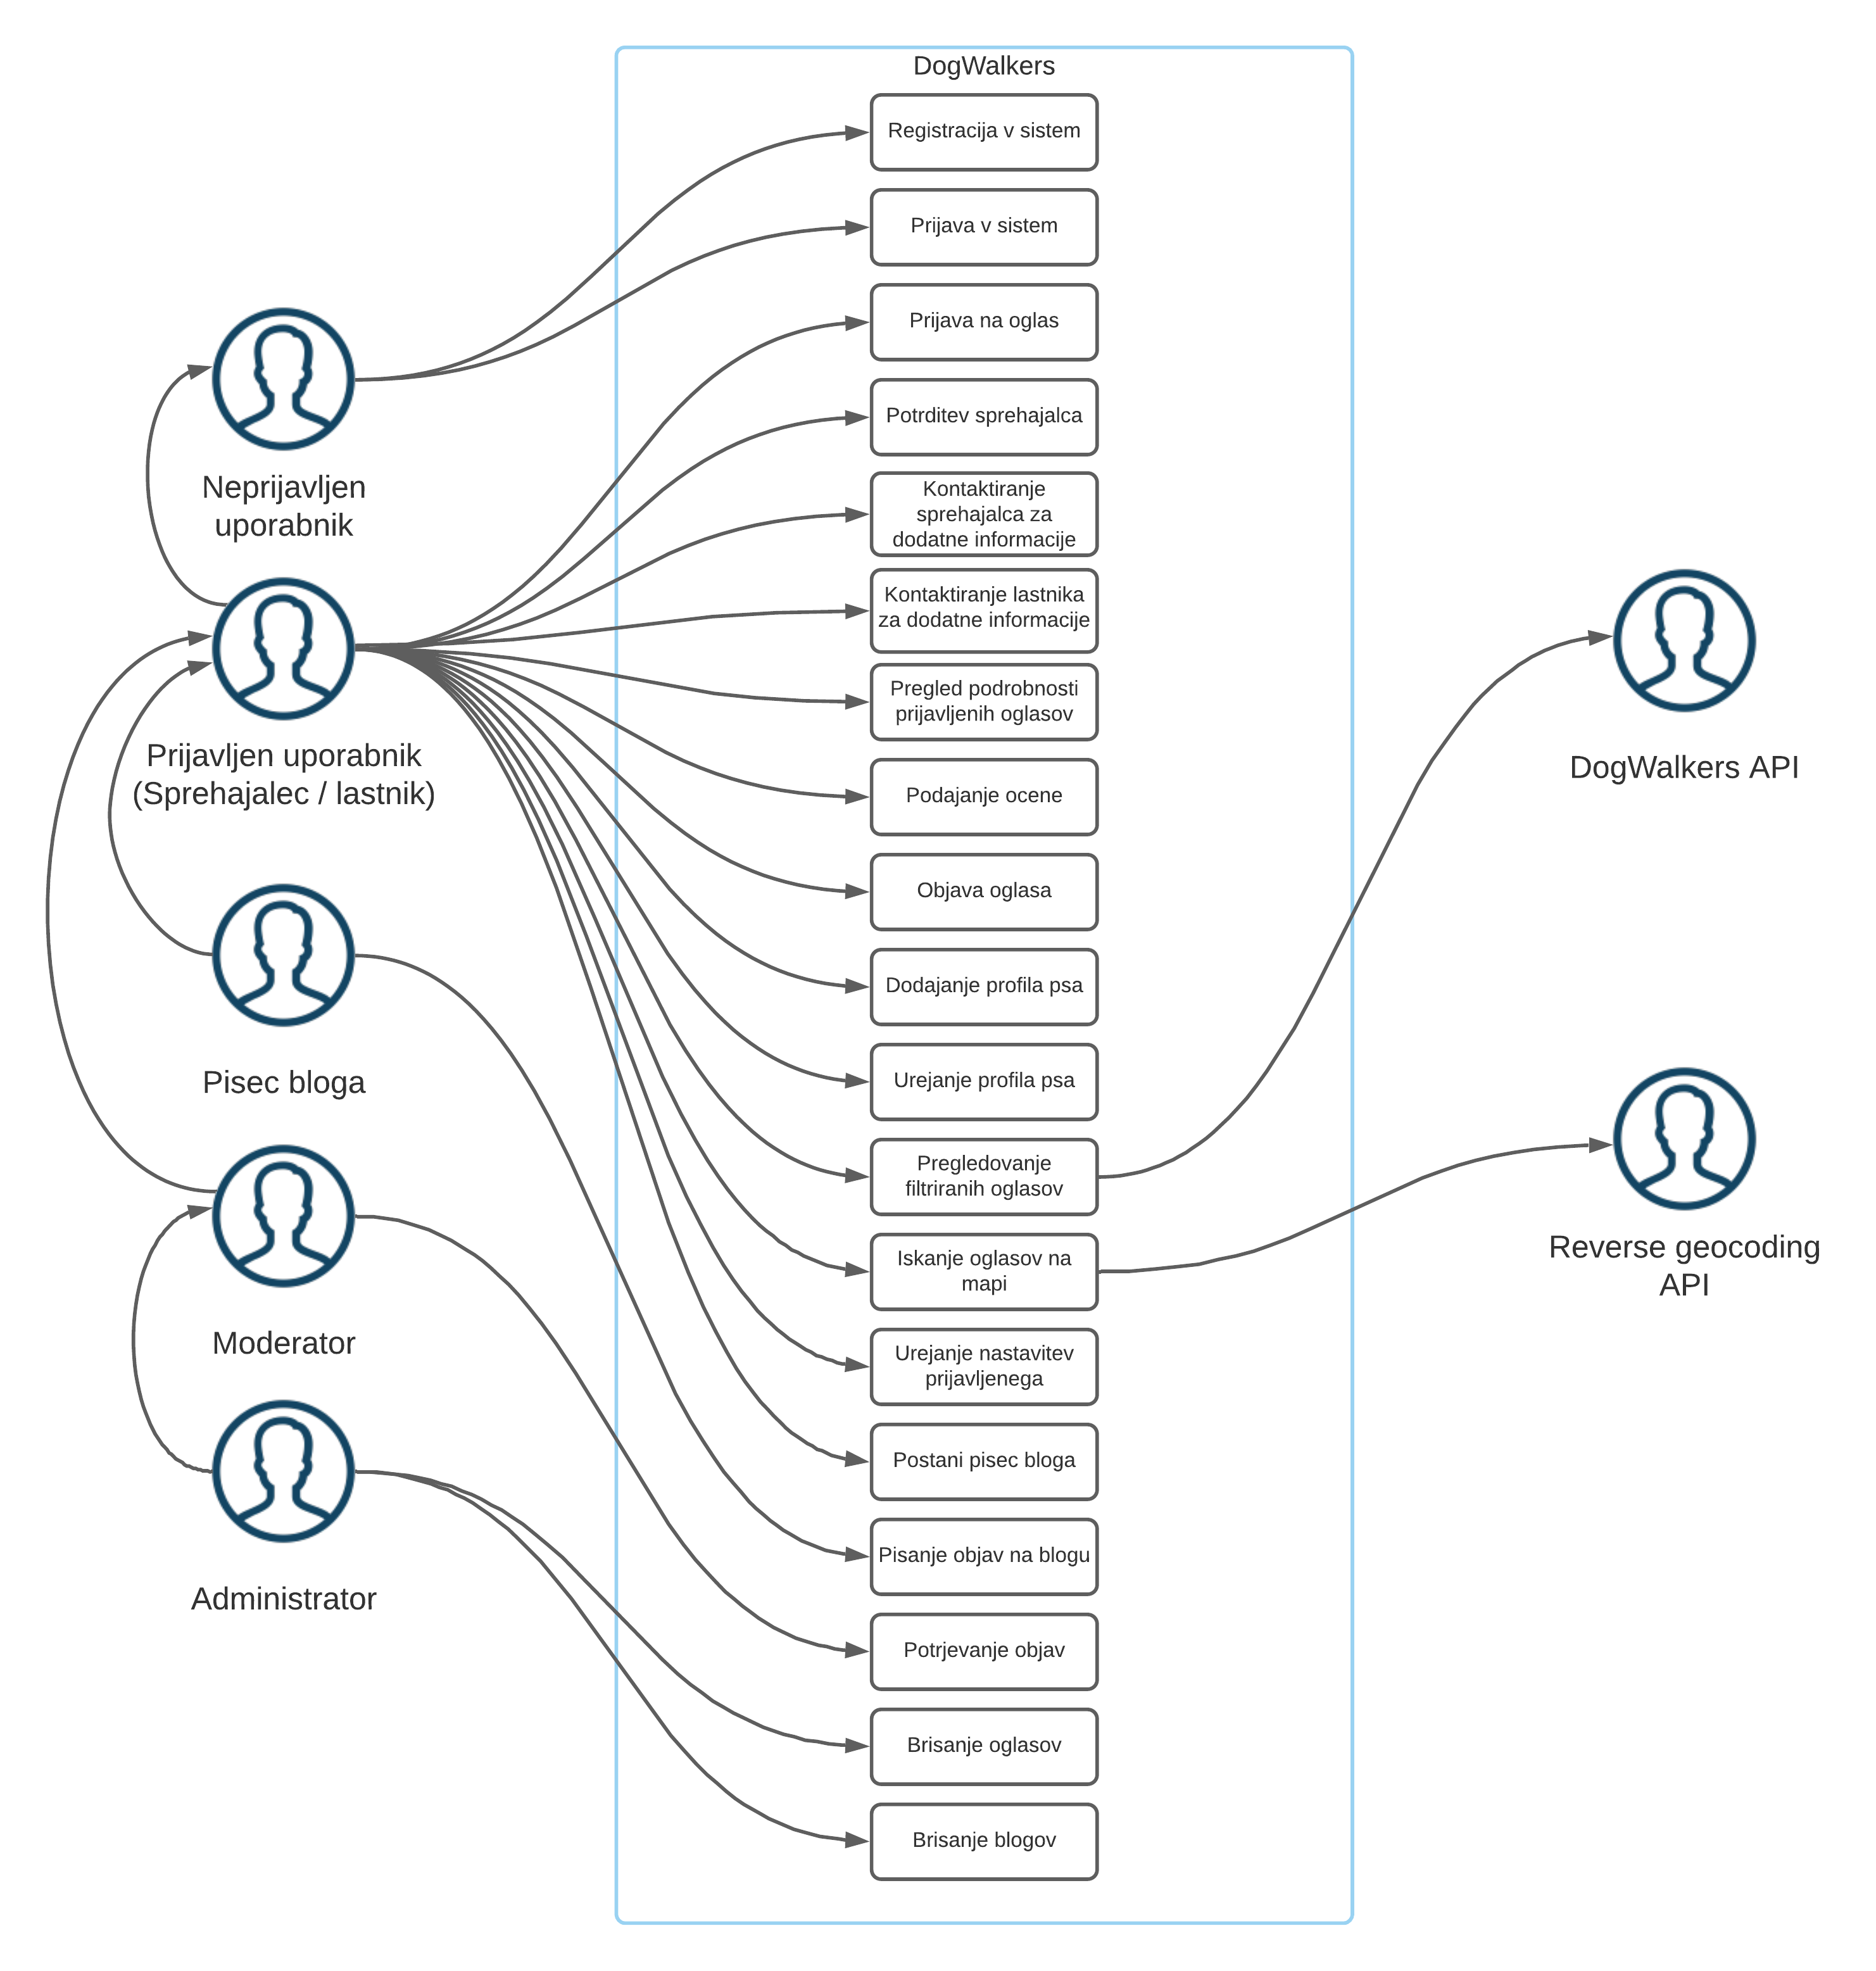 DogWalkers
Registracija v sistem
Prijava v sistem
Prijava na oglas
Potrditev sprehajalca
Kontaktiranje
sprehajalca za
dodatne informacije
Kontaktiranje lastnika
za dodatne informacije
Pregled podrobnosti
prijavljenih oglasov
Podajanje ocene
Objava oglasa
Dodajanje profila psa
Urejanje profila psa
Pregledovanje
filtriranih oglasov
Iskanje oglasov na
mapi
Urejanje nastavitev
prijavljenega
Postani pisec bloga
Pisanje objav na blogu
Potrjevanje objav
Brisanje oglasov
Brisanje blogov
Neprijavljen
uporabnik
Prijavljen uporabnik
(Sprehajalec / lastnik)
Pisec bloga
Moderator
Administrator
DogWalkers API
Reverse geocoding
API